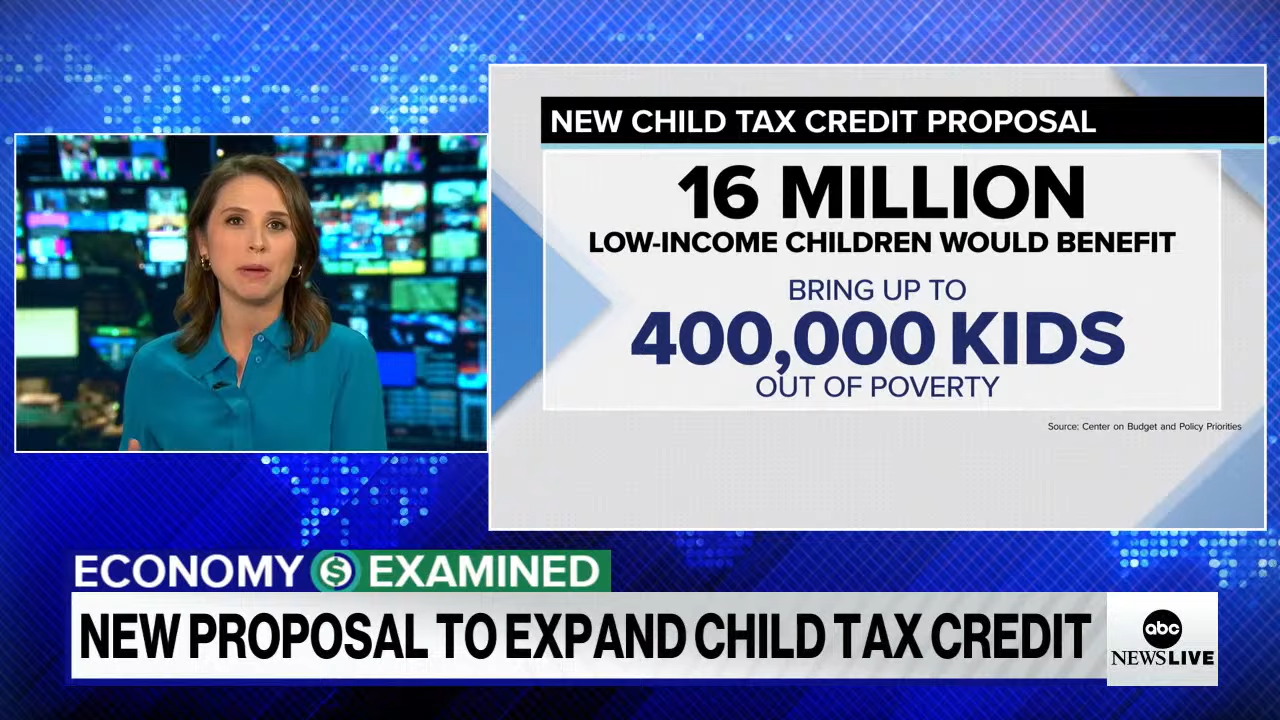 NEW CHILD TAX CREDIT PROPOSAL
16 MILLION
LOW-INCOME CHILDREN WOULD BENEFIT
BRING UP TO
400,000 KIDS
OUT OF POVERTY
Source: Center on Budget and Policy Priorities
ECONOMY $ EXAMINED
NEW PROPOSAL TO EXPAND CHILD TAX CREDIT
abc
NEWS LIVE